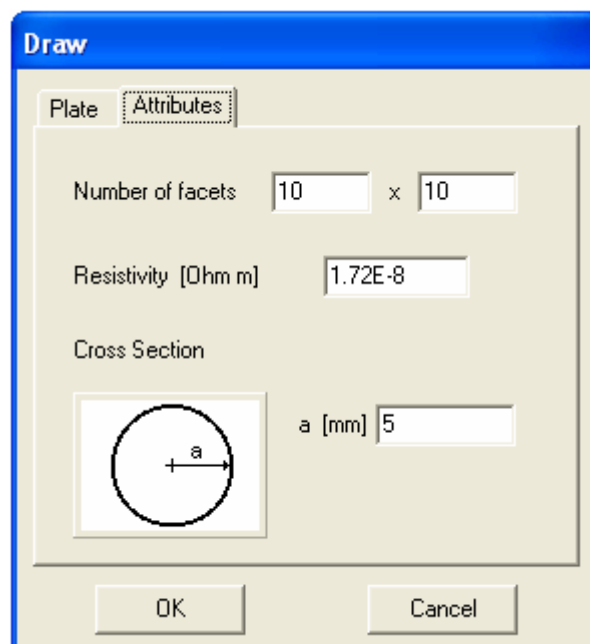 Draw
Plate Attributes
Number of facets 10 x 10
Resistivity [Ohm m] 1.72E-8
Cross Section
a
a [mm] 5
OK Cancel